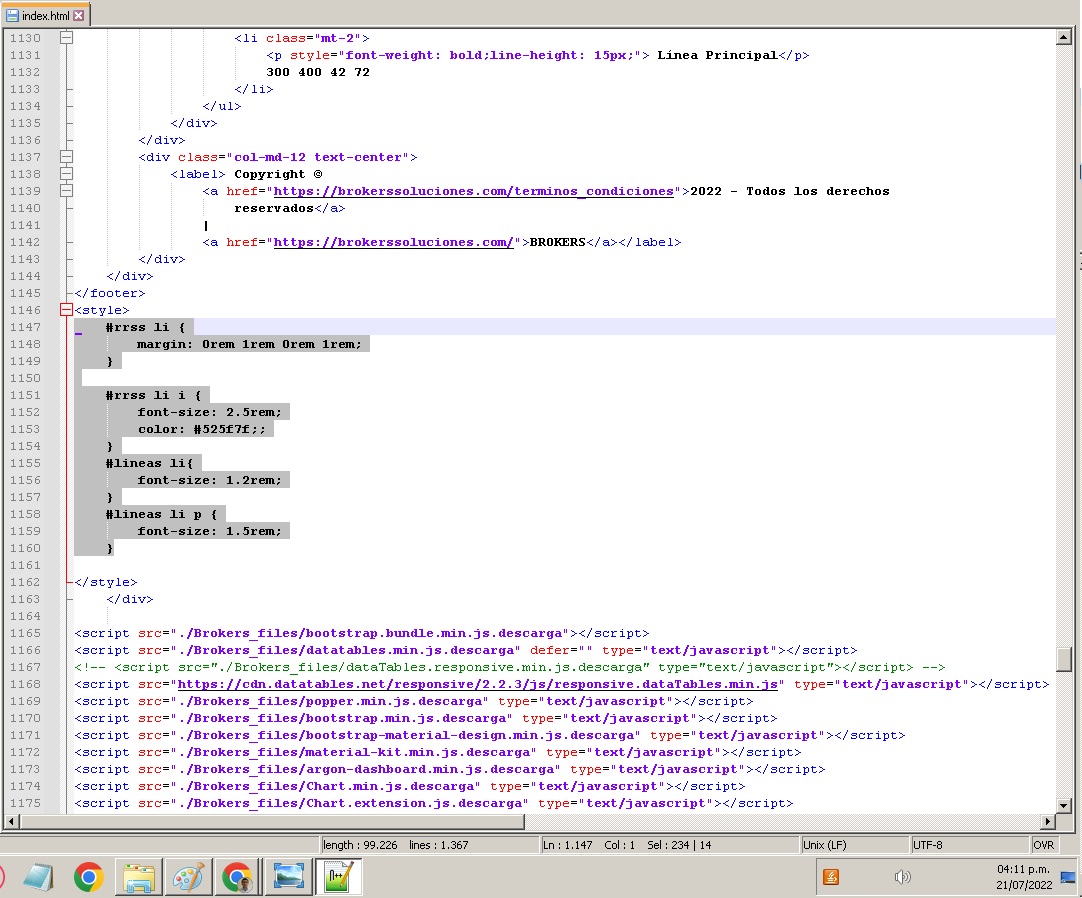 index.html
1130 <li class="mt-2">
1131 <p style="font-weight: bold;line-height: 15px;"> Línea Principal</p>
1132 300 400 42 72
1133 </li>
1134 </ul>
1135 </div>
1136 </div>
1137 <div class="col-md-12 text-center">
1138 <label> Copyright ©
1139 <a href="https://brokerssoluciones.com/terminos_condiciones">2022 - Todos los derechos
1140 reservados</a>
1141 |
1142 <a href="https://brokerssoluciones.com/">BROKERS</a></label>
1143 </div>
1144 </div>
1145 </footer>
1146 <style>
1147 #rrss li {
1148 margin: 0rem 1rem 0rem 1rem;
1149 }
1150
1151 #rrss li i {
1152 font-size: 2.5rem;
1153 color: #525f7f;;
1154 }
1155 #lineas li{
1156 font-size: 1.2rem;
1157 }
1158 #lineas li p {
1159 font-size: 1.5rem;
1160 }
1161
1162 </style>
1163 </div>
1164
1165 <script src="./Brokers_files/bootstrap.bundle.min.js.descarga"></script>
1166 <script src="./Brokers_files/datatables.min.js.descarga" defer="" type="text/javascript"></script>
1167 <!-- <script src="./Brokers_files/dataTables.responsive.min.js.descarga" type="text/javascript"></script> -->
1168 <script src="https://cdn.datatables.net/responsive/2.2.3/js/responsive.dataTables.min.js" type="text/javascript"></script>
1169 <script src="./Brokers_files/popper.min.js.descarga" type="text/javascript"></script>
1170 <script src="./Brokers_files/bootstrap.min.js.descarga" type="text/javascript"></script>
1171 <script src="./Brokers_files/bootstrap-material-design.min.js.descarga" type="text/javascript"></script>
1172 <script src="./Brokers_files/material-kit.min.js.descarga" type="text/javascript"></script>
1173 <script src="./Brokers_files/argon-dashboard.min.js.descarga" type="text/javascript"></script>
1174 <script src="./Brokers_files/Chart.min.js.descarga" type="text/javascript"></script>
1175 <script src="./Brokers_files/Chart.extension.js.descarga" type="text/javascript"></script>
length : 99.226 lines : 1.367 Ln : 1.147 Col : 1 Sel : 234 | 14 Unix (LF) UTF-8 OVR
04:11 p.m.
21/07/2022